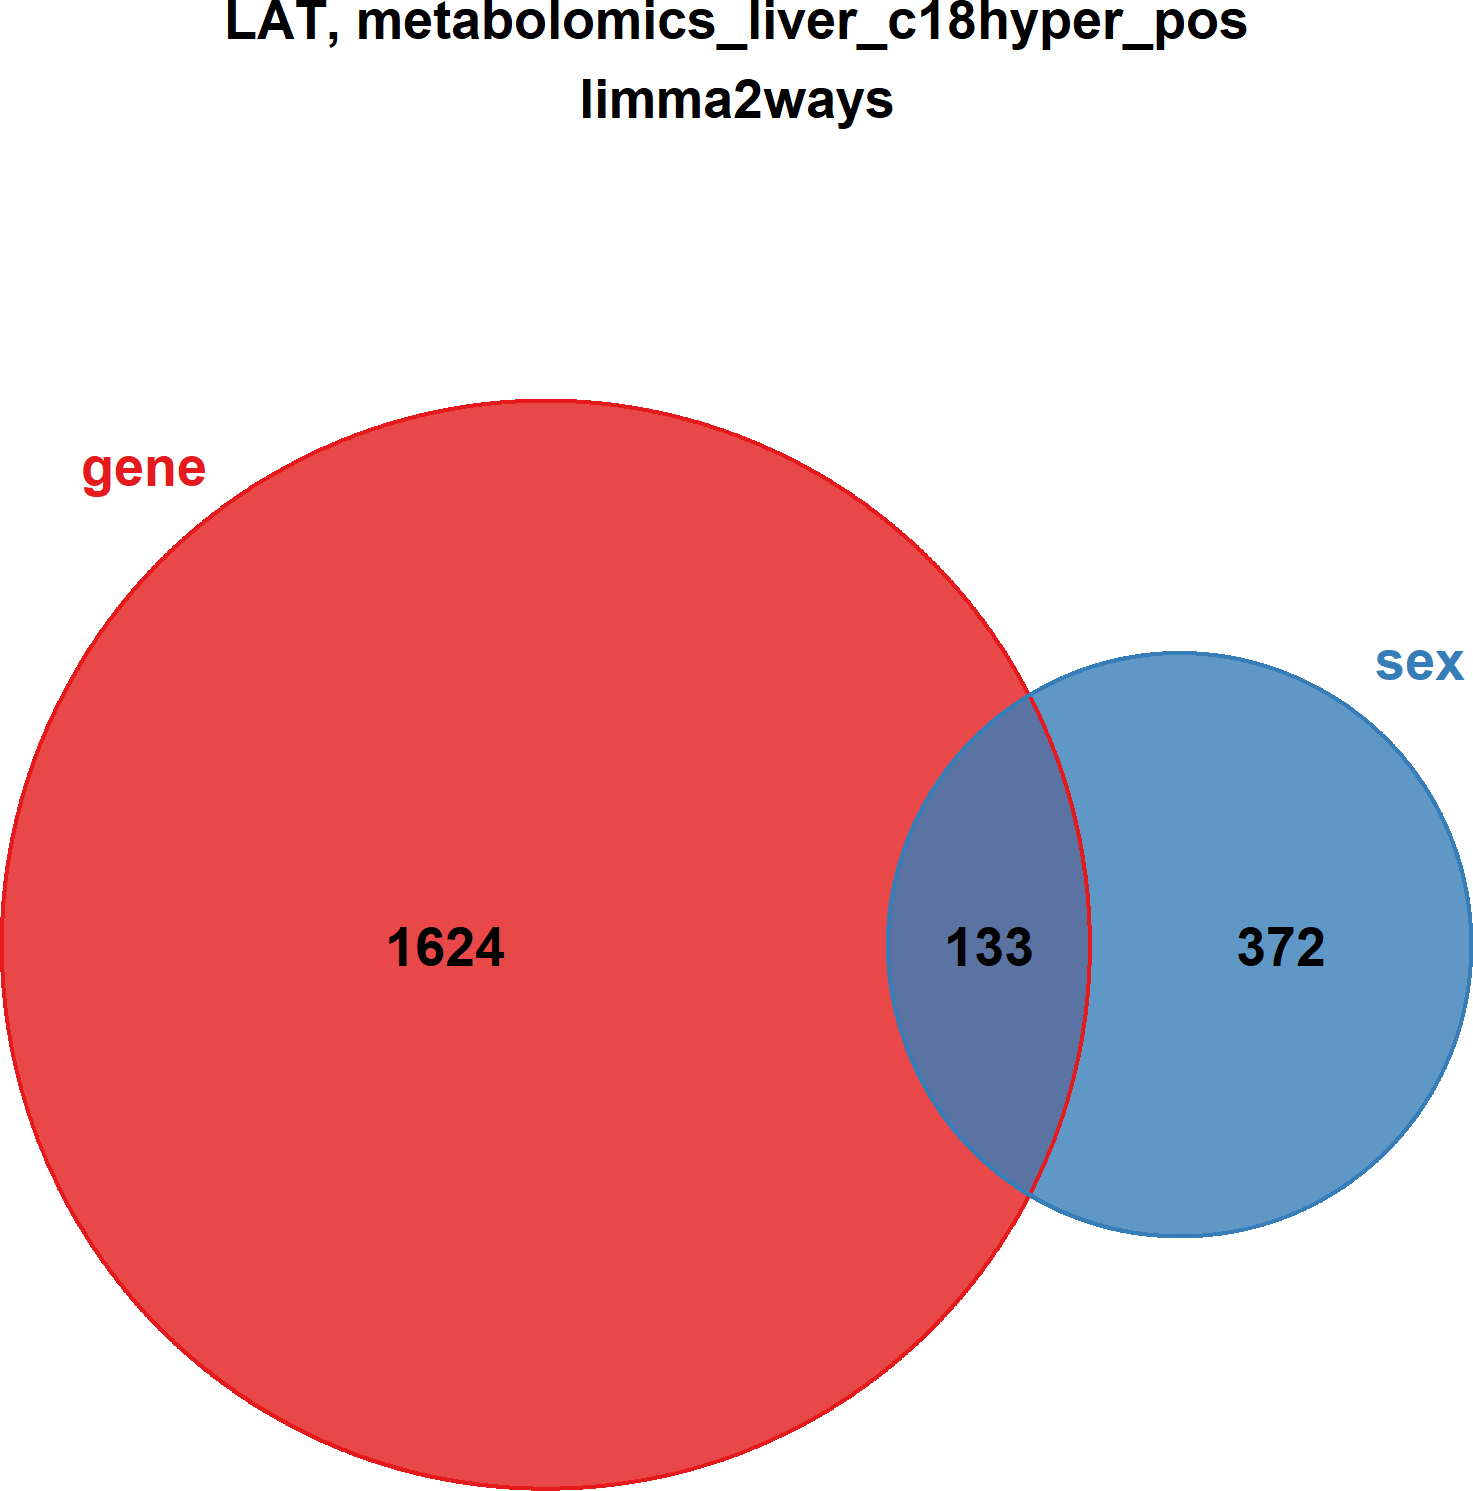 LAT, metabolomics_liver_c18hyper_pos
limma2ways
gene
sex
1624
133
372